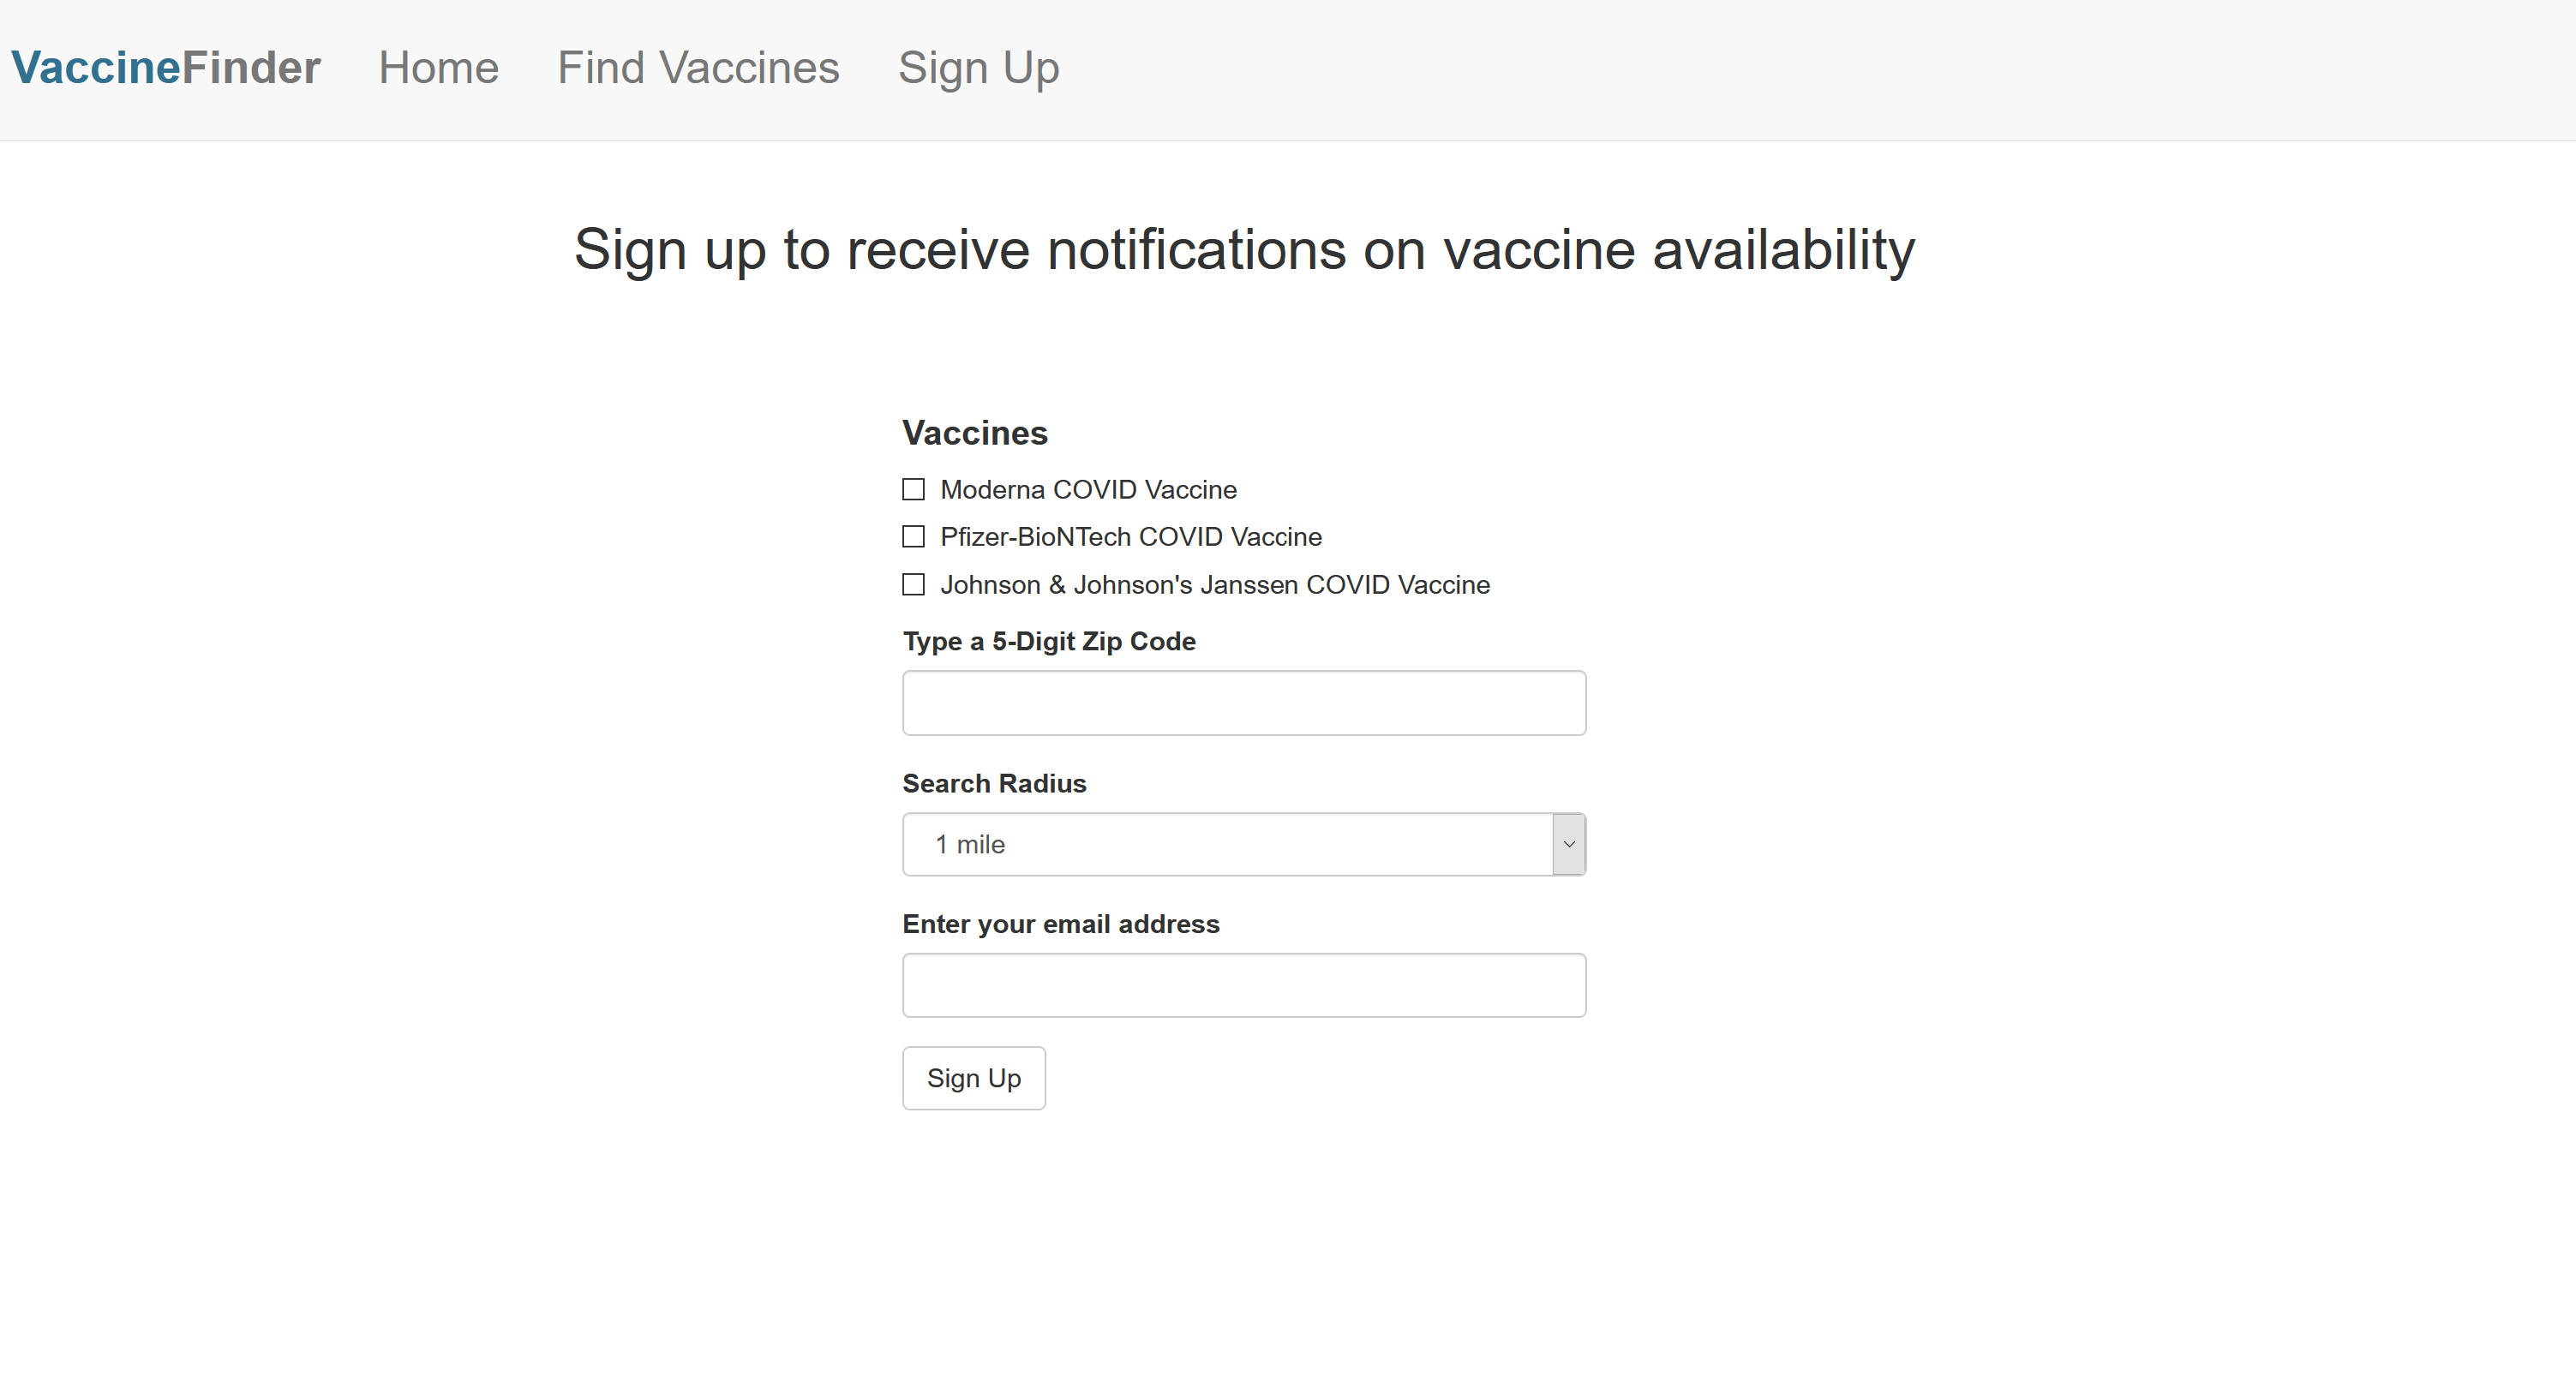 VaccineFinder Home Find Vaccines Sign Up
Sign up to receive notifications on vaccine availability
Vaccines
Moderna COVID Vaccine
Pfizer-BioNTech COVID Vaccine
Johnson & Johnson's Janssen COVID Vaccine
Type a 5-Digit Zip Code
Search Radius
1 mile
Enter your email address
Sign Up